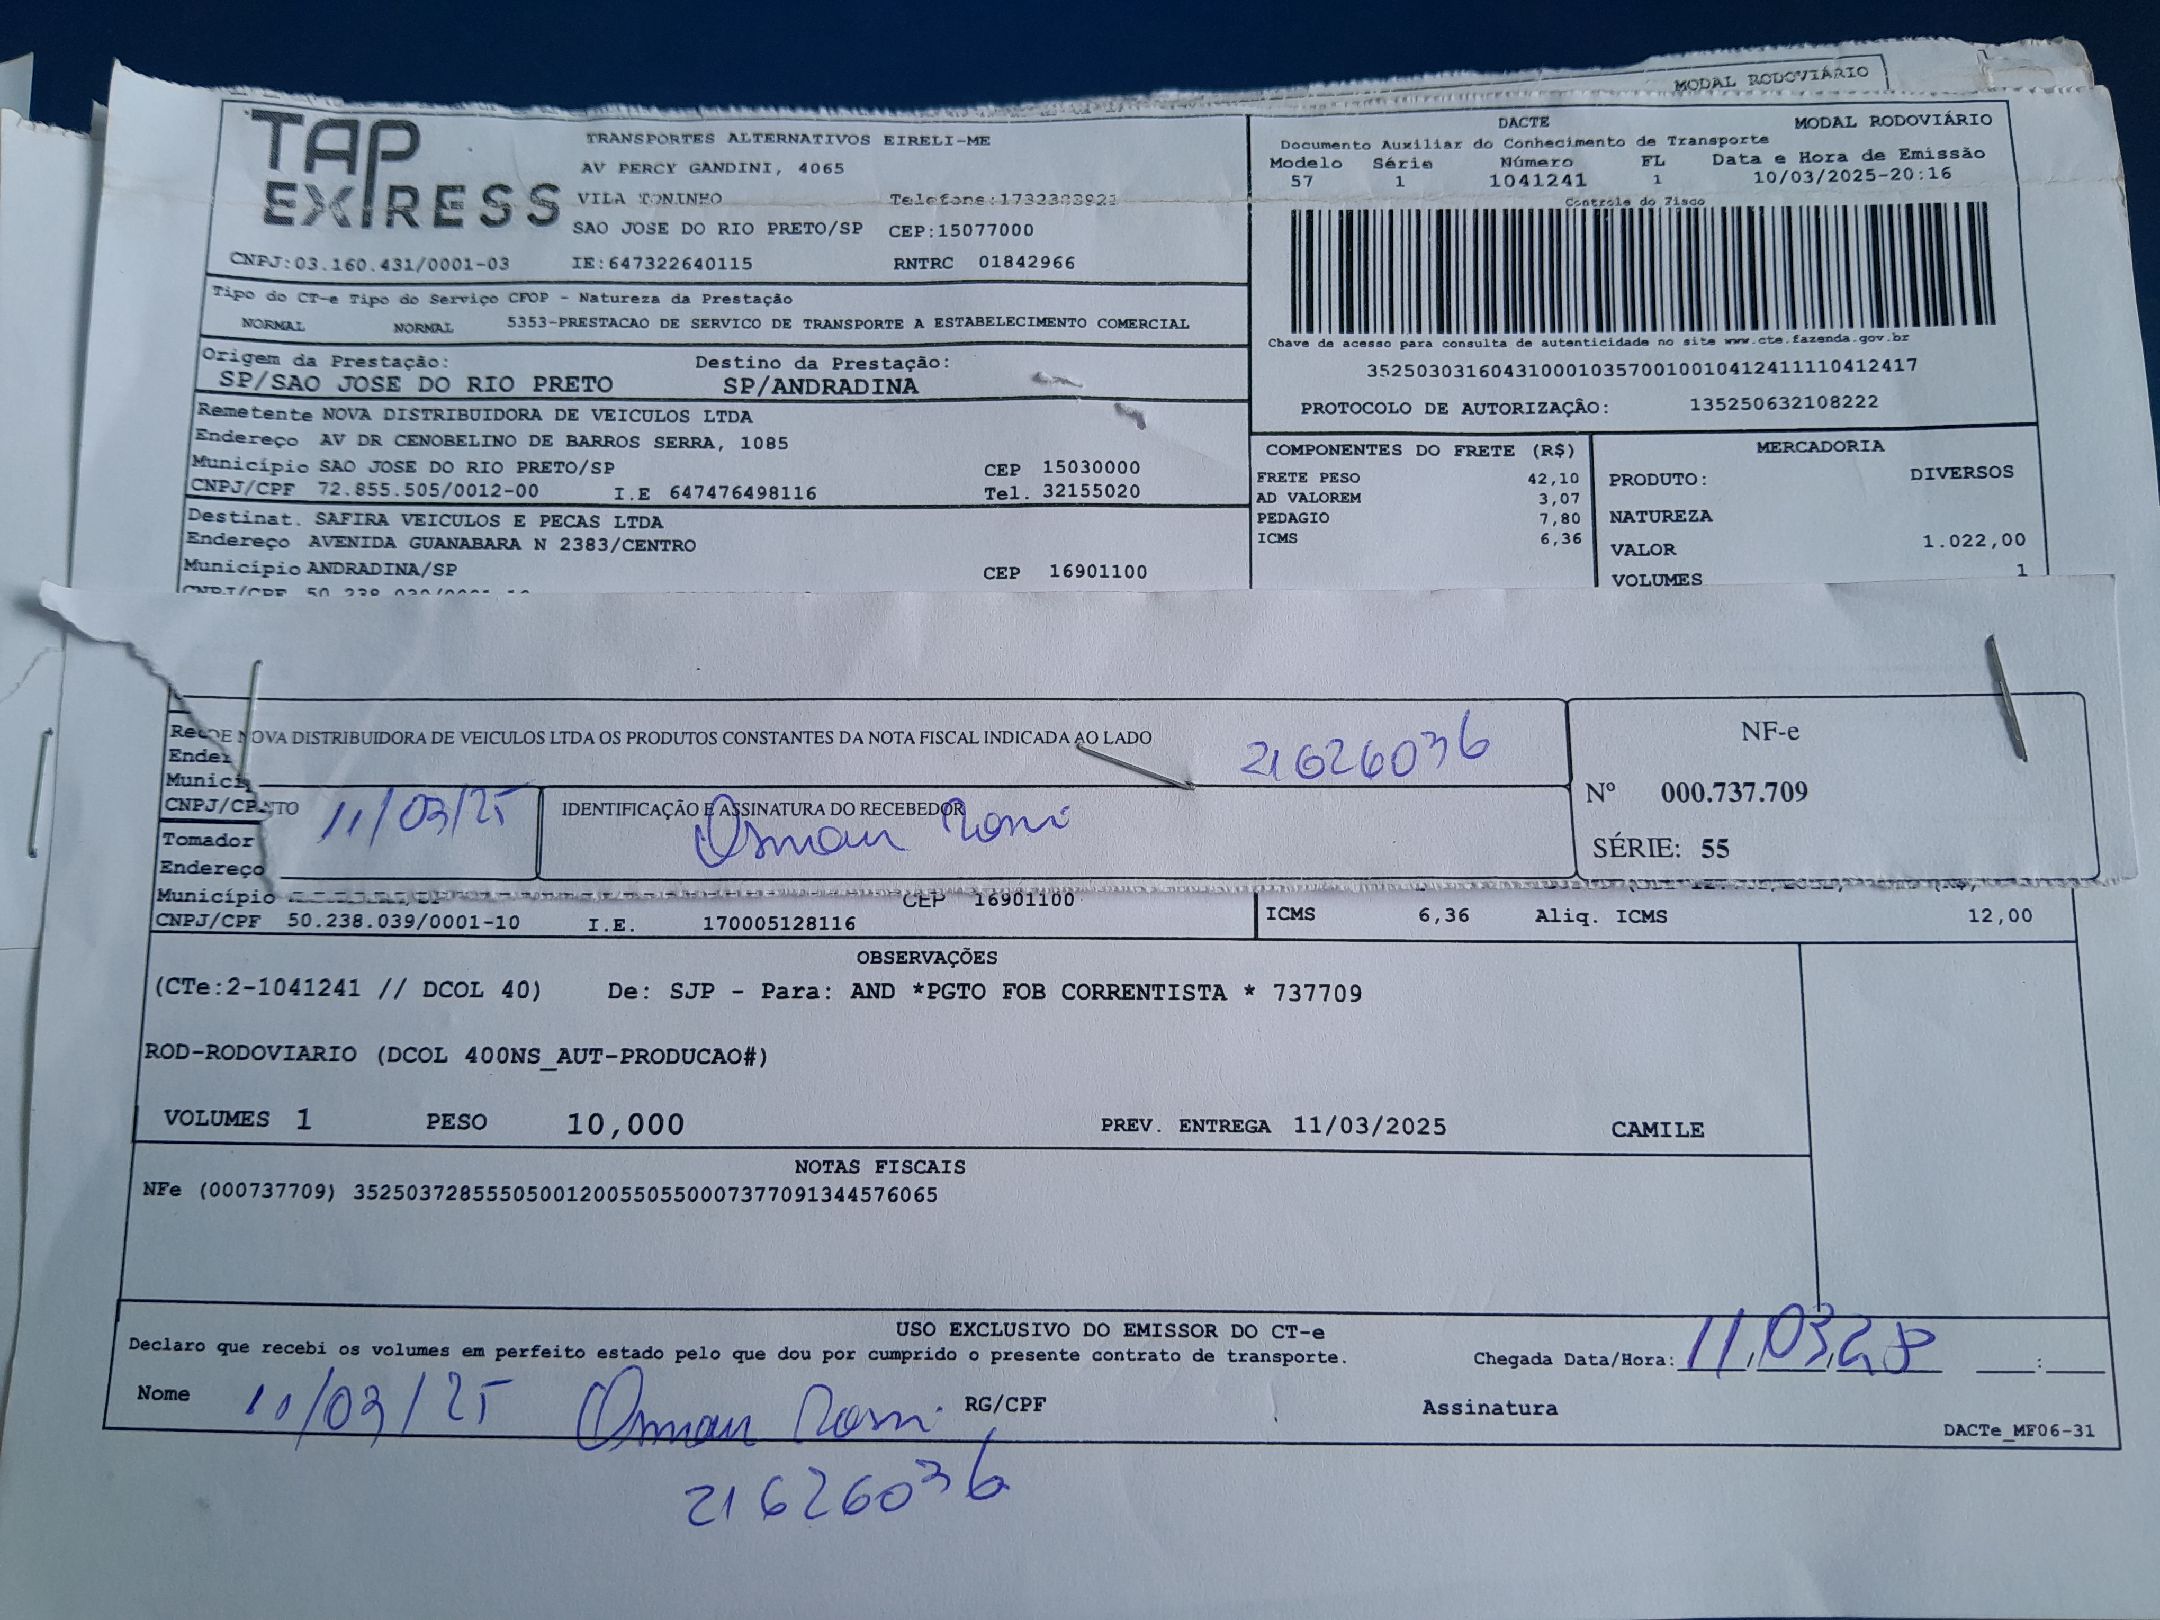 MODAL RODOVIÁRIO
TAP EXPRESS
TRANSPORTES ALTERNATIVOS EIRELI-ME
AV PERCY GANDINI, 4065
VILA TONINHO
SAO JOSE DO RIO PRETO/SP CEP:15077000
CNPJ:03.160.431/0001-03 IE:647322640115 RNTRC 01842966
DACTE MODAL RODOVIÁRIO
Documento Auxiliar do Conhecimento de Transporte
Modelo Série Número FL Data e Hora de Emissão
57 1 1041241 1 10/03/2025-20:16
Controle do Fisco
Chave de acesso para consulta de autenticidade no site www.cte.fazenda.gov.br
35250303160431000103570010010412411110412417
PROTOCOLO DE AUTORIZAÇÃO: 135250632108222
Tipo do CT-e Tipo do Serviço CFOP - Natureza da Prestação
NORMAL NORMAL 5353-PRESTACAO DE SERVICO DE TRANSPORTE A ESTABELECIMENTO COMERCIAL
Origem da Prestação: Destino da Prestação:
SP/SAO JOSE DO RIO PRETO SP/ANDRADINA
Remetente NOVA DISTRIBUIDORA DE VEICULOS LTDA
Endereço AV DR CENOBELINO DE BARROS SERRA, 1085
Município SAO JOSE DO RIO PRETO/SP CEP 15030000
CNPJ/CPF 72.855.505/0012-00 I.E 647476498116 Tel. 32155020
Destinat. SAFIRA VEICULOS E PECAS LTDA
Endereço AVENIDA GUANABARA N 2383/CENTRO
Município ANDRADINA/SP CEP 16901100
COMPONENTES DO FRETE (R$)
FRETE PESO 42,10
AD VALOREM 3,07
PEDAGIO 7,80
ICMS 6,36
MERCADORIA
PRODUTO: DIVERSOS
NATUREZA
VALOR 1.022,00
VOLUMES 1
DE NOVA DISTRIBUIDORA DE VEICULOS LTDA OS PRODUTOS CONSTANTES DA NOTA FISCAL INDICADA AO LADO
21626036
11/03/25
IDENTIFICAÇÃO E ASSINATURA DO RECEBEDOR
Osmar Rossi
NF-e
Nº 000.737.709
SÉRIE: 55
Tomador
Endereço
Município CEP 16901100
CNPJ/CPF 50.238.039/0001-10 I.E. 170005128116
ICMS 6,36 Aliq. ICMS 12,00
OBSERVAÇÕES
(CTe:2-1041241 // DCOL 40) De: SJP - Para: AND *PGTO FOB CORRENTISTA * 737709
ROD-RODOVIARIO (DCOL 400NS_AUT-PRODUCAO#)
VOLUMES 1 PESO 10,000 PREV. ENTREGA 11/03/2025 CAMILE
NOTAS FISCAIS
NFe (000737709) 35250372855505001200550550007377091344576065
USO EXCLUSIVO DO EMISSOR DO CT-e
Declaro que recebi os volumes em perfeito estado pelo que dou por cumprido o presente contrato de transporte.
Chegada Data/Hora: 11,03,
Nome 11/03/25 Osmar Rossi RG/CPF Assinatura
DACTe_MF06-31
21626036